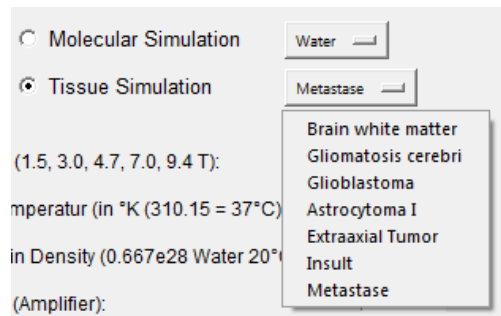 Molecular Simulation Water
Tissue Simulation Metastase
Brain white matter
(1.5, 3.0, 4.7, 7.0, 9.4 T): Gliomatosis cerebri
Glioblastoma
mperatur (in °K (310.15 = 37°C) Astrocytoma I
Extraaxial Tumor
in Density (0.667e28 Water 20° Insult
(Amplifier): Metastase